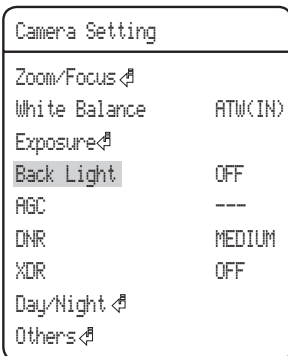 Camera Setting
Zoom/Focus⏎
White Balance ATW(IN)
Exposure⏎
Back Light OFF
AGC ---
DNR MEDIUM
XDR OFF
Day/Night ⏎
Others⏎